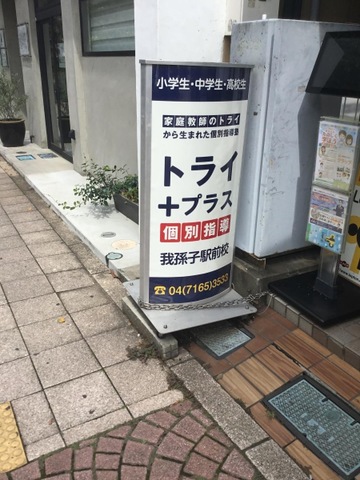 小学生・中学生・高校生
家庭教師のトライ
から生まれた個別指導塾
トライ
+プラス
個別指導
我孫子駅前校
☎04(7165)3533